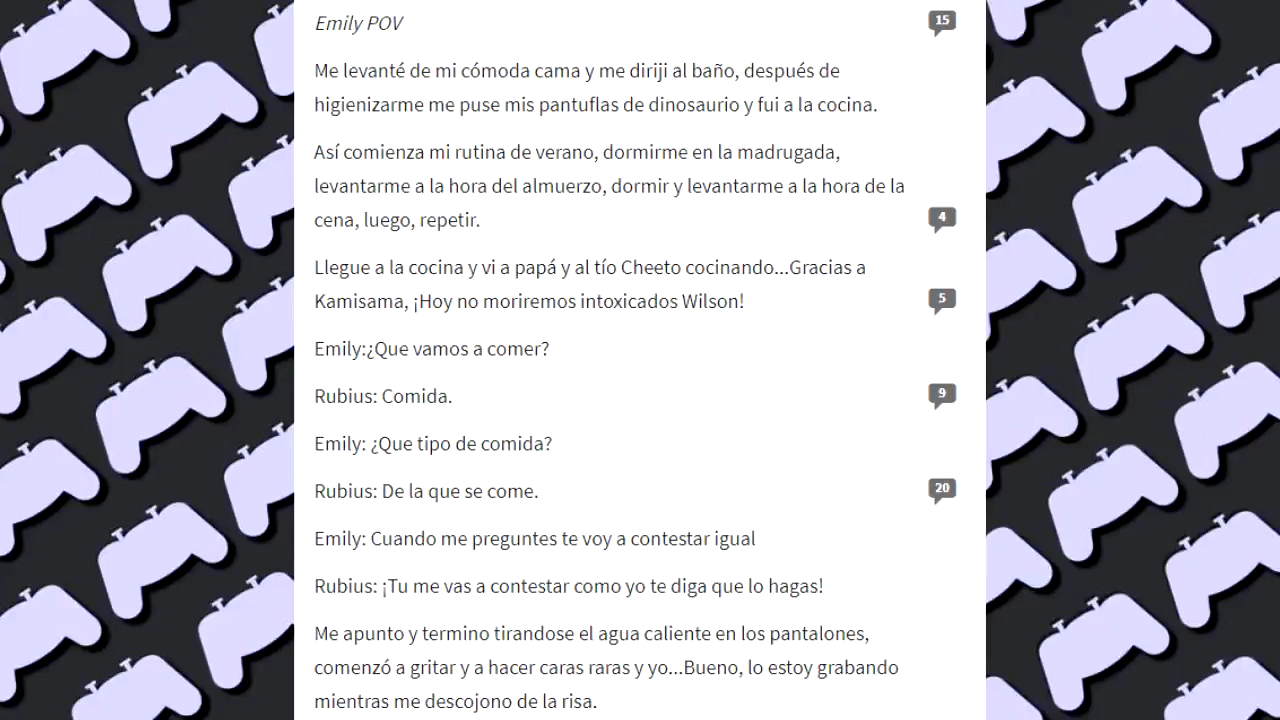 Emily POV
15
Me levanté de mi cómoda cama y me diriji al baño, después de
higienizarme me puse mis pantuflas de dinosaurio y fui a la cocina.
Así comienza mi rutina de verano, dormirme en la madrugada,
levantarme a la hora del almuerzo, dormir y levantarme a la hora de la
cena, luego, repetir.
4
Llegue a la cocina y vi a papá y al tío Cheeto cocinando...Gracias a
Kamisama, ¡Hoy no moriremos intoxicados Wilson!
5
Emily:¿Que vamos a comer?
Rubius: Comida.
9
Emily: ¿Que tipo de comida?
Rubius: De la que se come.
20
Emily: Cuando me preguntes te voy a contestar igual
Rubius: ¡Tu me vas a contestar como yo te diga que lo hagas!
Me apunto y termino tirandose el agua caliente en los pantalones,
comenzó a gritar y a hacer caras raras y yo...Bueno, lo estoy grabando
mientras me descojono de la risa.